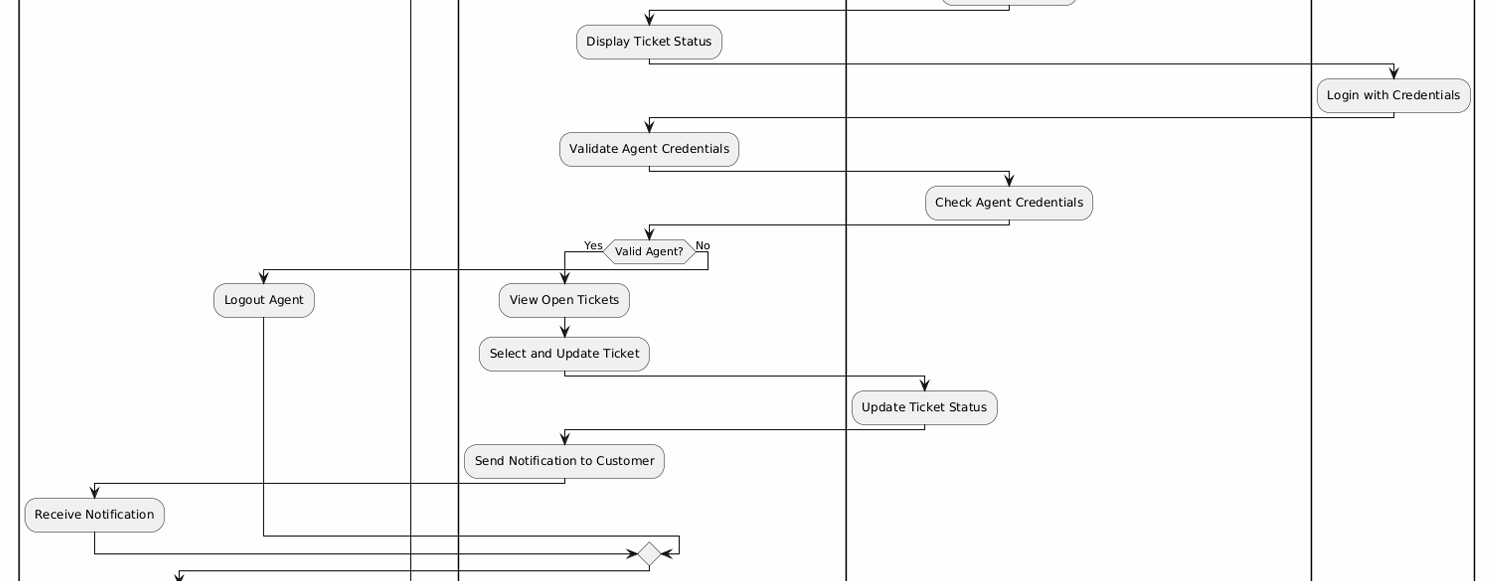 Display Ticket Status
Login with Credentials
Validate Agent Credentials
Check Agent Credentials
Yes
Valid Agent?
No
Logout Agent
View Open Tickets
Select and Update Ticket
Update Ticket Status
Send Notification to Customer
Receive Notification